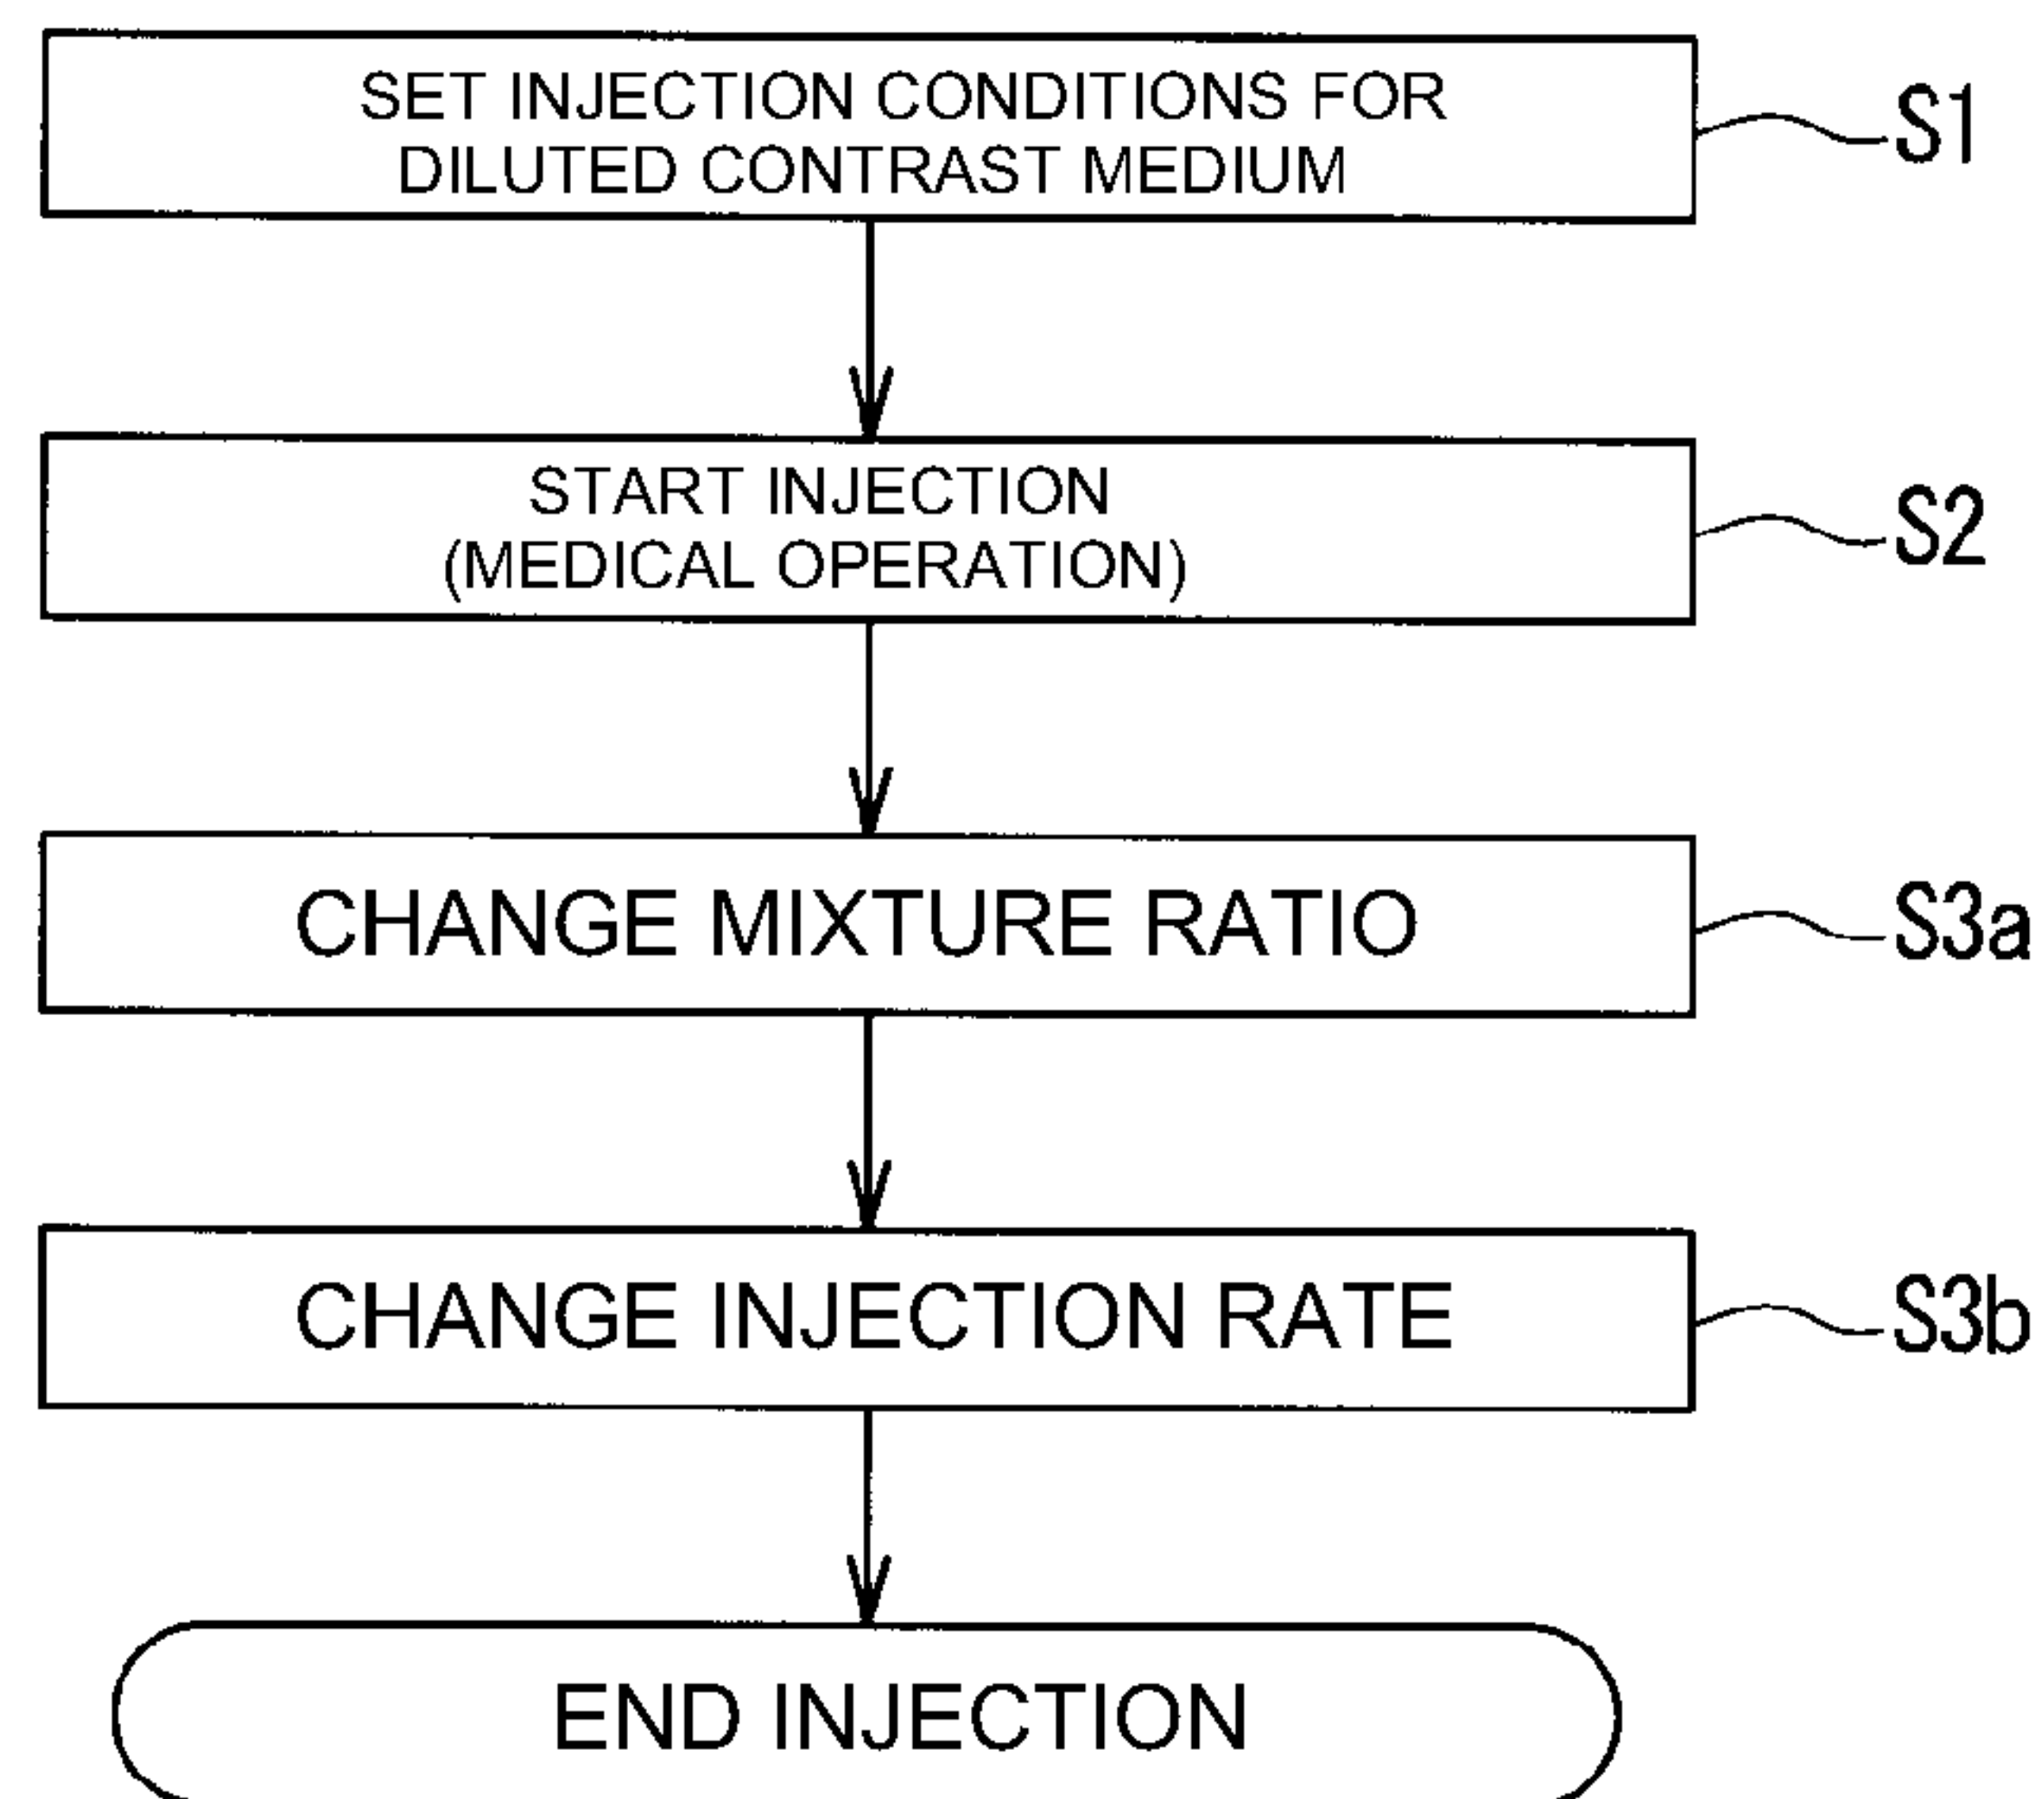 SET INJECTION CONDITIONS FOR
DILUTED CONTRAST MEDIUM
S1
START INJECTION
(MEDICAL OPERATION)
S2
CHANGE MIXTURE RATIO
S3a
CHANGE INJECTION RATE
S3b
END INJECTION